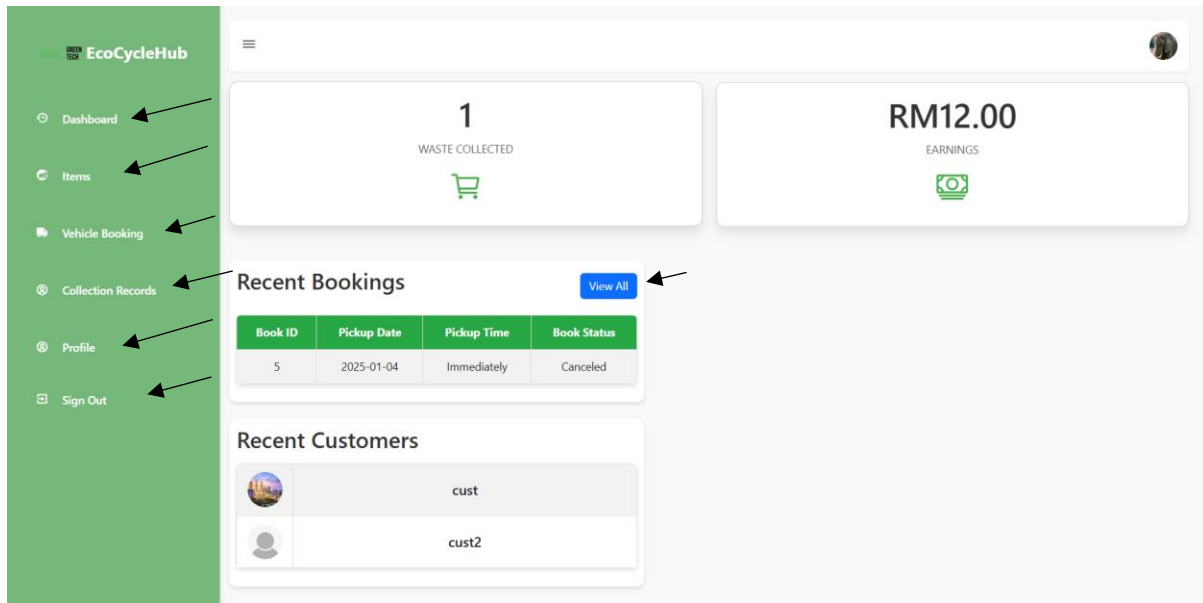 GREEN
TECH
EcoCycleHub
Dashboard
Items
Vehicle Booking
Collection Records
Profile
Sign Out
1
WASTE COLLECTED
RM12.00
EARNINGS
Recent Bookings
View All
Book ID Pickup Date Pickup Time Book Status
5 2025-01-04 Immediately Canceled
Recent Customers
cust
cust2